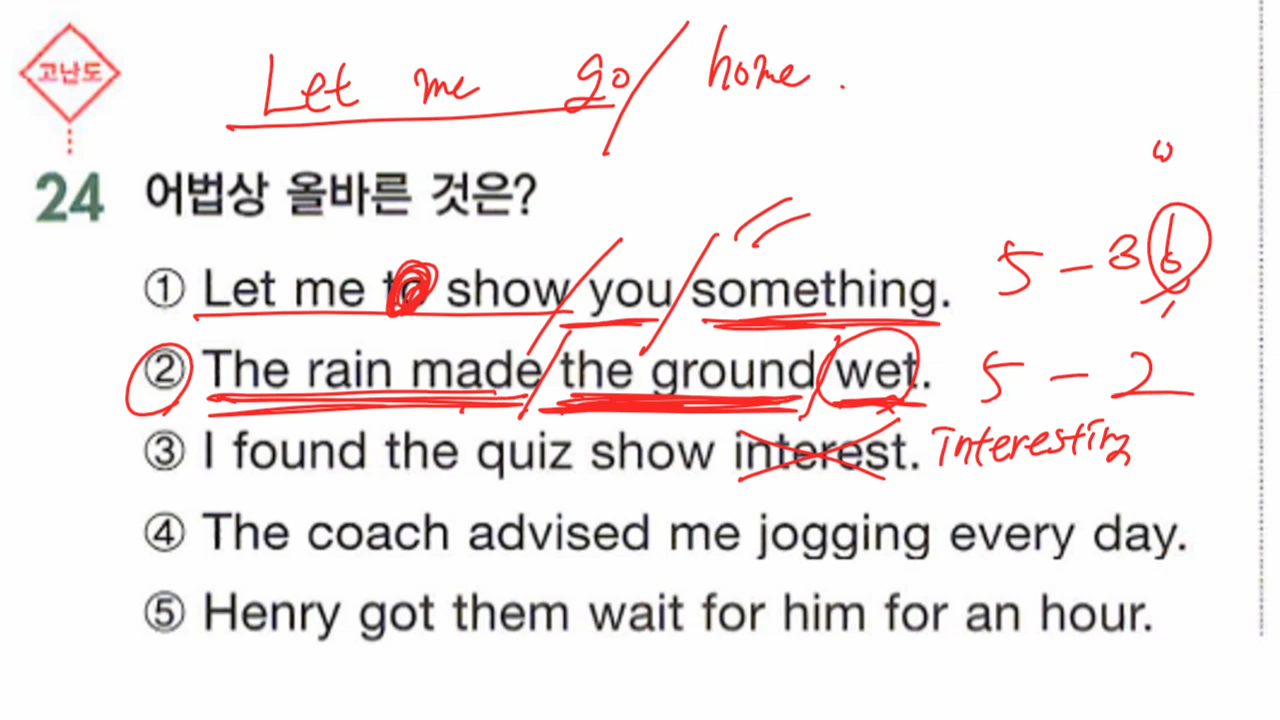 Let me go / home.
고난도
24 어법상 올바른 것은?
① Let me to show you something. 5-3
② The rain made the ground wet. 5-2
③ I found the quiz show interest. interesting
④ The coach advised me jogging every day.
⑤ Henry got them wait for him for an hour.